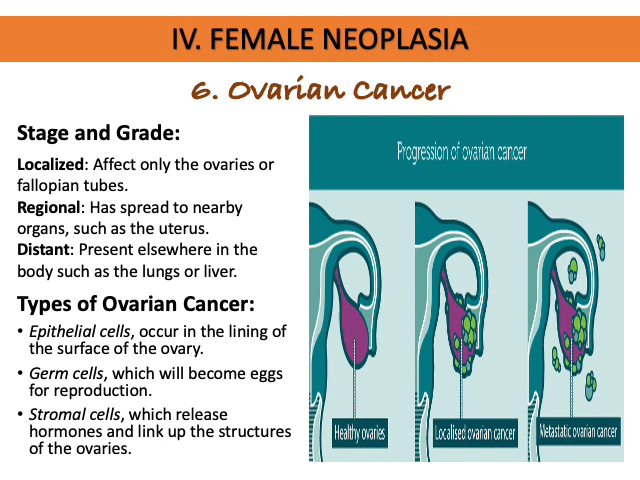 IV. FEMALE NEOPLASIA
6. Ovarian Cancer
Stage and Grade:
Localized: Affect only the ovaries or
fallopian tubes.
Regional: Has spread to nearby
organs, such as the uterus.
Distant: Present elsewhere in the
body such as the lungs or liver.
Types of Ovarian Cancer:
• Epithelial cells, occur in the lining of
the surface of the ovary.
• Germ cells, which will become eggs
for reproduction.
• Stromal cells, which release
hormones and link up the structures
of the ovaries.
Progression of ovarian cancer
Healthy ovaries
Localised ovarian cancer
Metastatic ovarian cancer